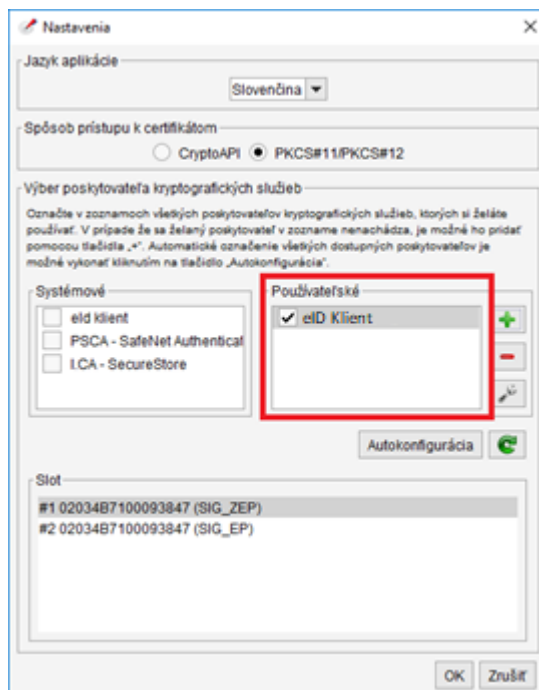 Nastavenia
Jazyk aplikácie
Slovenčina
Spôsob prístupu k certifikátom
CryptoAPI PKCS#11/PKCS#12
Výber poskytovateľa kryptografických služieb
Označte v zoznamoch všetkých poskytovateľov kryptografických služieb, ktorých si želáte
používať. V prípade že sa želaný poskytovateľ v zozname nenachádza, je možné ho pridať
pomocou tlačidla „+“. Automatické označenie všetkých dostupných poskytovateľov je
možné vykonať kliknutím na tlačidlo „Autokonfigurácia“.
Systémové
eId klient
PSCA - SafeNet Authenticat
I.CA - SecureStore
Používateľské
eID Klient
Autokonfigurácia
Slot
#1 02034B7100093847 (SIG_ZEP)
#2 02034B7100093847 (SIG_EP)
OK Zrušiť